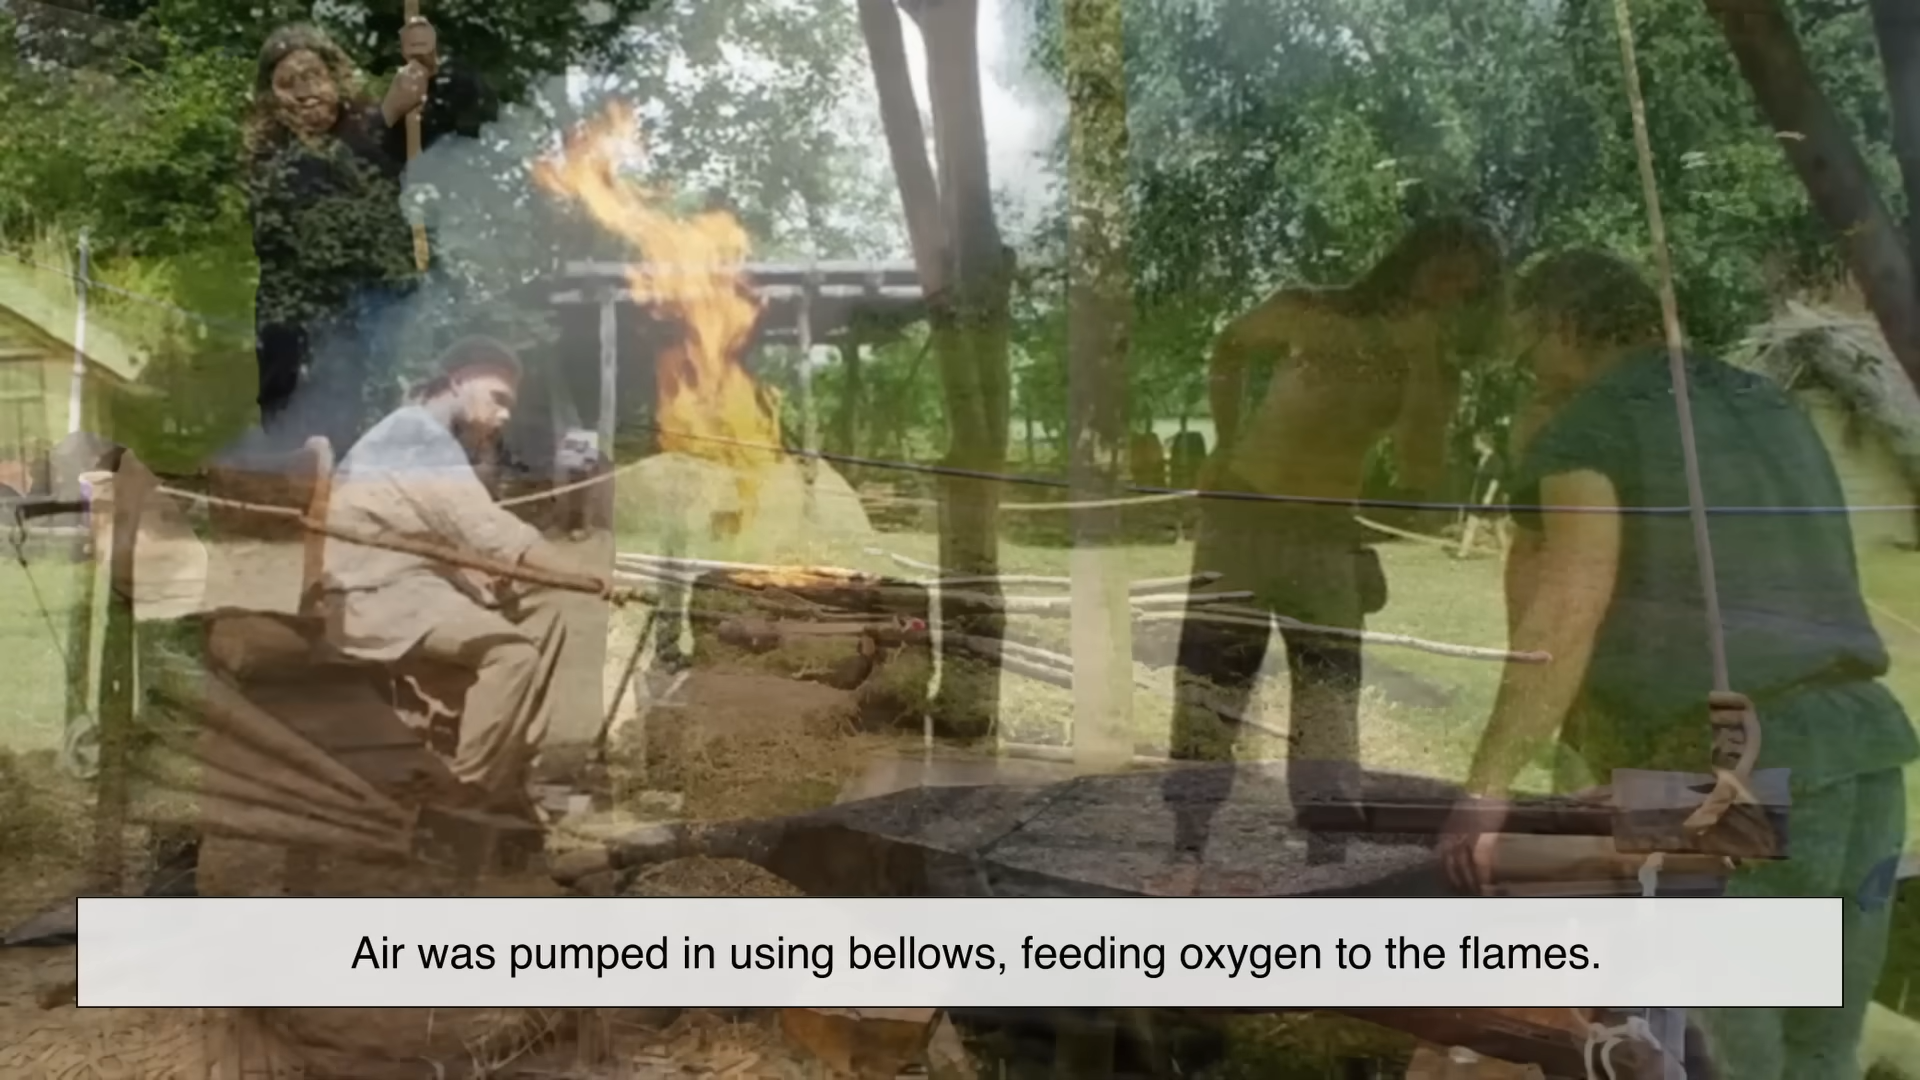 Air was pumped in using bellows, feeding oxygen to the flames.